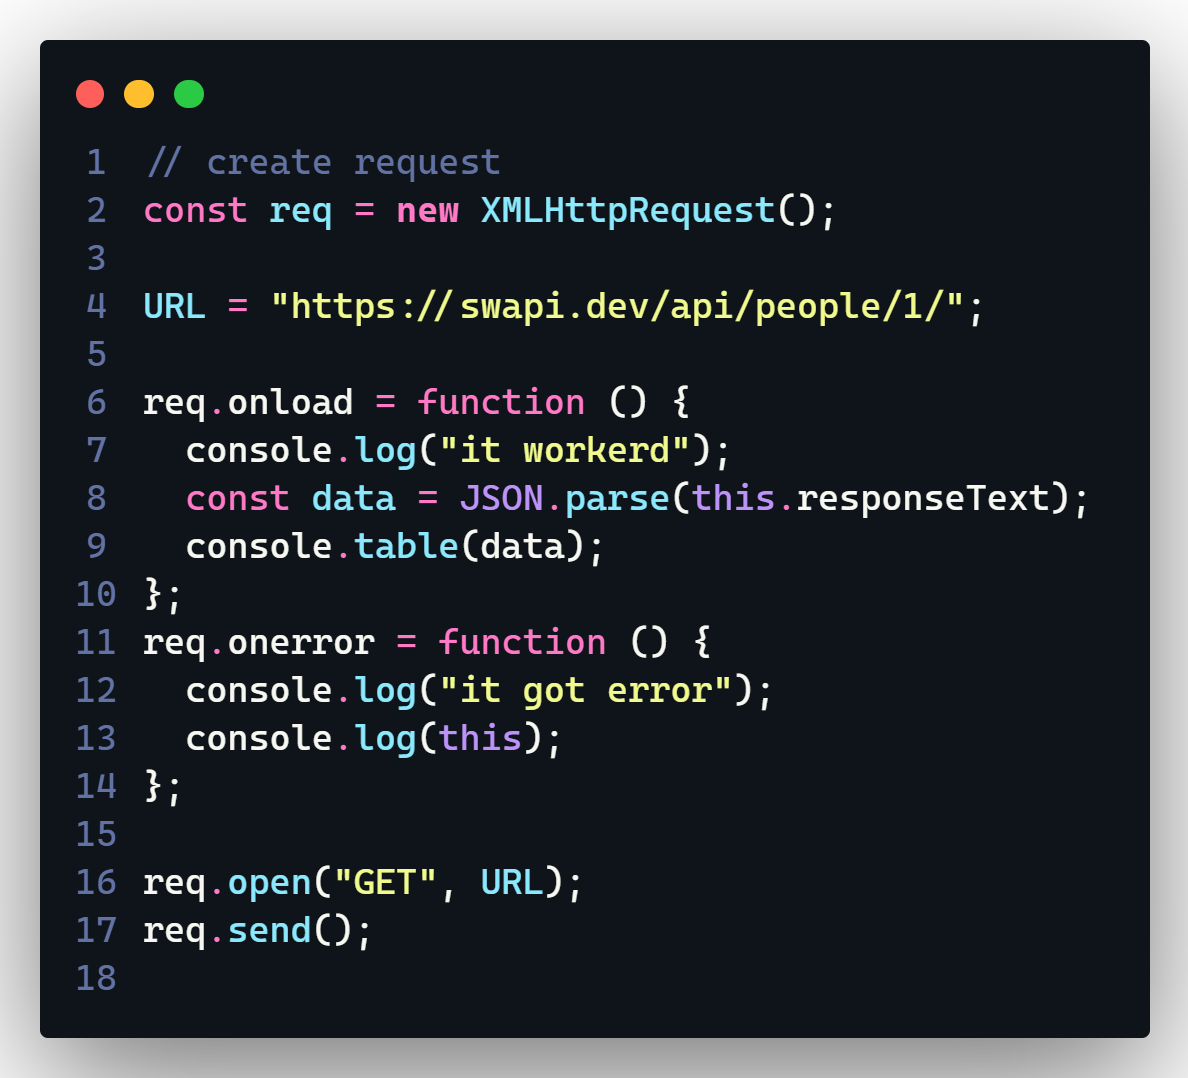 1 // create request
2 const req = new XMLHttpRequest();
3
4 URL = "https://swapi.dev/api/people/1/";
5
6 req.onload = function () {
7   console.log("it workerd");
8   const data = JSON.parse(this.responseText);
9   console.table(data);
10 };
11 req.onerror = function () {
12   console.log("it got error");
13   console.log(this);
14 };
15
16 req.open("GET", URL);
17 req.send();
18